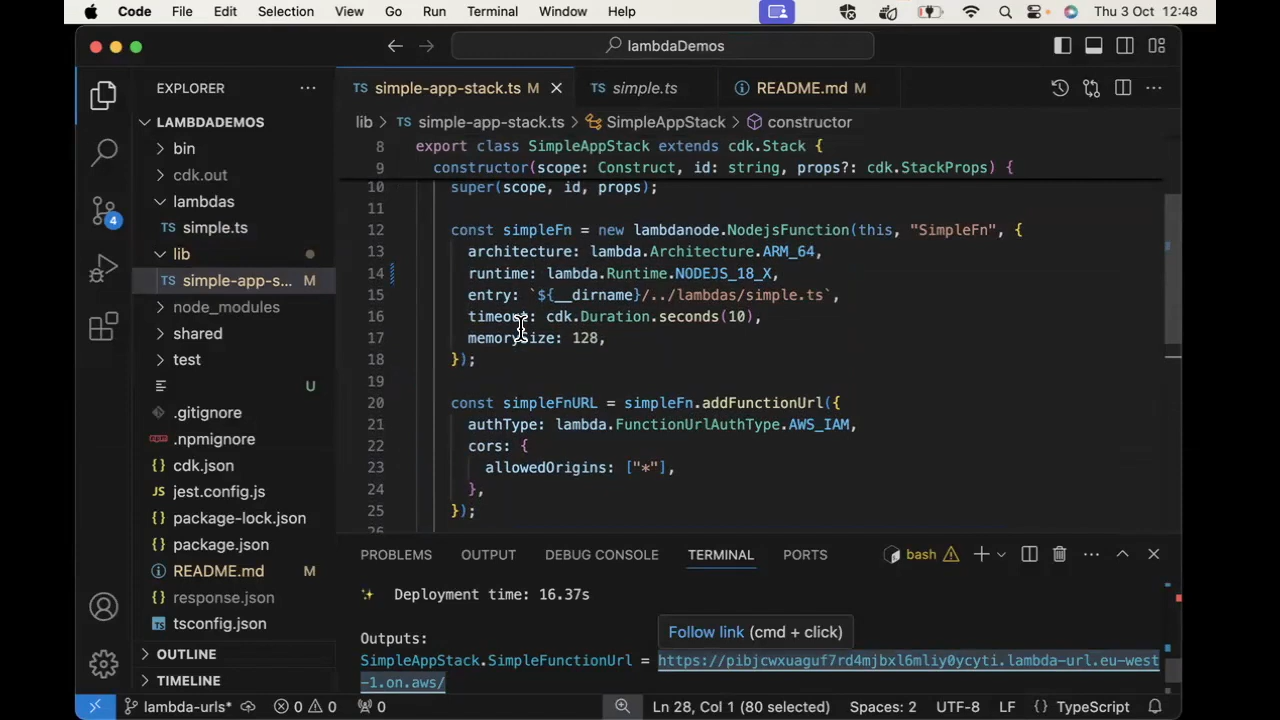 Code File Edit Selection View Go Run Terminal Window Help Thu 3 Oct 12:48
lambdaDemos
EXPLORER
LAMBDADEMOS
bin
cdk.out
lambdas
TS simple.ts
lib
TS simple-app-s... M
node_modules
shared
test
U
.gitignore
.npmignore
{} cdk.json
JS jest.config.js
{} package-lock.json
{} package.json
README.md M
{} response.json
tsconfig.json
OUTLINE
TIMELINE
4
TS simple-app-stack.ts M
TS simple.ts
README.md M
lib > TS simple-app-stack.ts > SimpleAppStack > constructor
8 export class SimpleAppStack extends cdk.Stack {
9 constructor(scope: Construct, id: string, props?: cdk.StackProps) {
10 super(scope, id, props);
11
12 const simpleFn = new lambdanode.NodejsFunction(this, "SimpleFn", {
13 architecture: lambda.Architecture.ARM_64,
14 runtime: lambda.Runtime.NODEJS_18_X,
15 entry: `${__dirname}/../lambdas/simple.ts`,
16 timeout: cdk.Duration.seconds(10),
17 memorySize: 128,
18 });
19
20 const simpleFnURL = simpleFn.addFunctionUrl({
21 authType: lambda.FunctionUrlAuthType.AWS_IAM,
22 cors: {
23 allowedOrigins: ["*"],
24 },
25 });
26
PROBLEMS OUTPUT DEBUG CONSOLE TERMINAL PORTS bash
Deployment time: 16.37s
Follow link (cmd + click)
Outputs:
SimpleAppStack.SimpleFunctionUrl = https://pibjcwxuaguf7rd4mjbxl6mliy0ycyti.lambda-url.eu-west
-1.on.aws/
lambda-urls* 0 0 0 Ln 28, Col 1 (80 selected) Spaces: 2 UTF-8 LF {} TypeScript